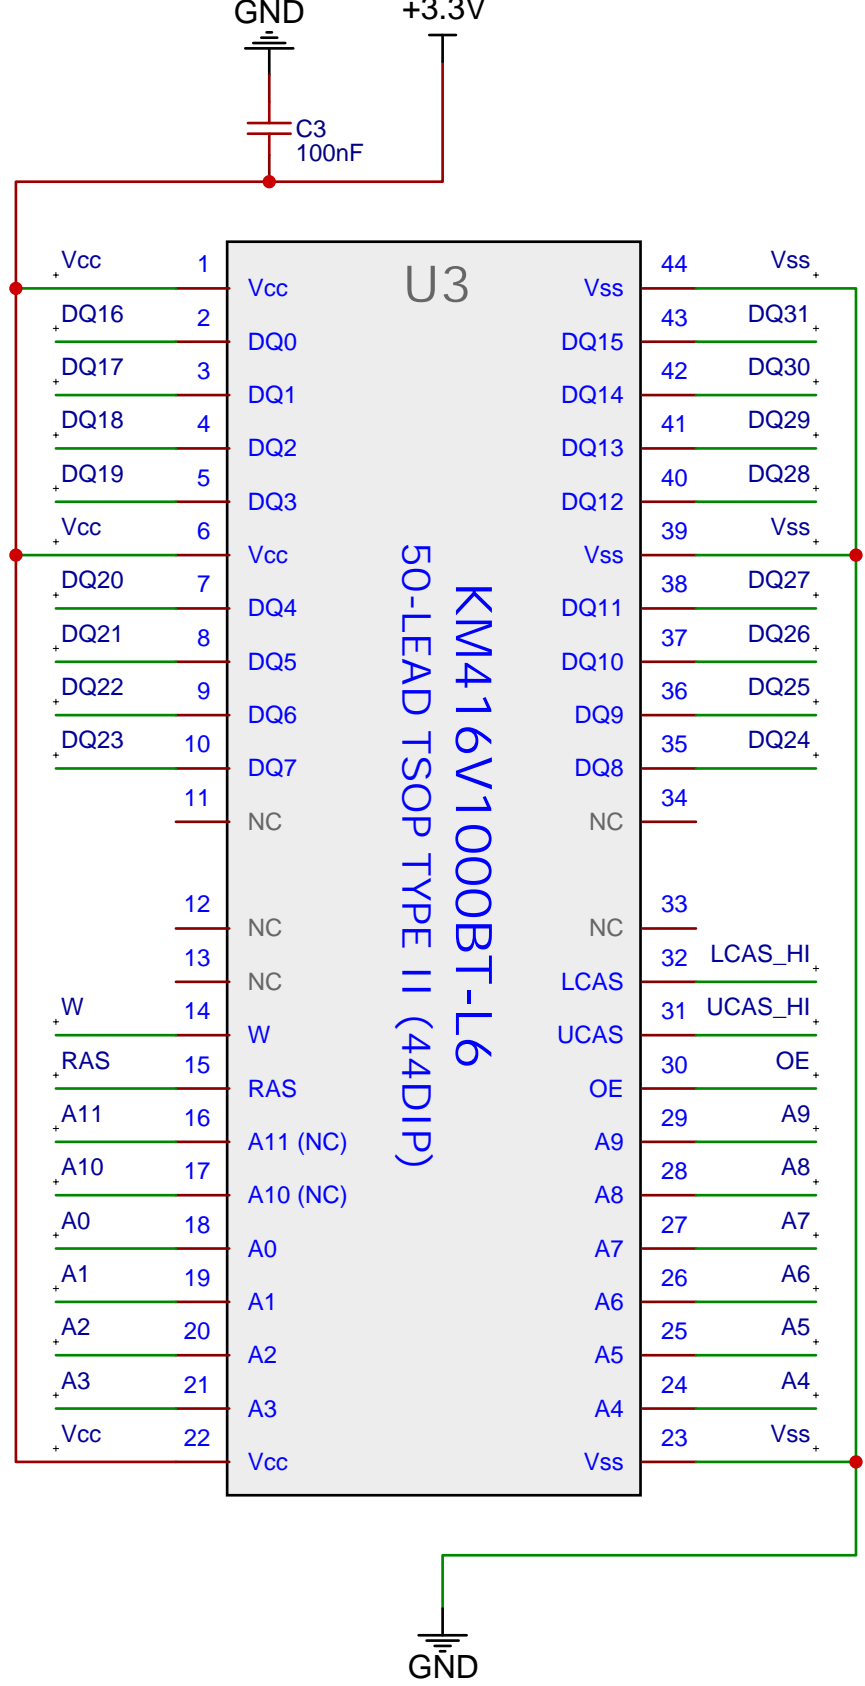 GND
+3.3V
C3
100nF
U3
Vcc 1 Vcc
DQ16 2 DQ0
DQ17 3 DQ1
DQ18 4 DQ2
DQ19 5 DQ3
Vcc 6 Vcc
DQ20 7 DQ4
DQ21 8 DQ5
DQ22 9 DQ6
DQ23 10 DQ7
11 NC
12 NC
13 NC
W 14 W
RAS 15 RAS
A11 16 A11 (NC)
A10 17 A10 (NC)
A0 18 A0
A1 19 A1
A2 20 A2
A3 21 A3
Vcc 22 Vcc
KM416V1000BT-L6
50-LEAD TSOP TYPE II (44DIP)
Vss 44 Vss
DQ15 43 DQ31
DQ14 42 DQ30
DQ13 41 DQ29
DQ12 40 DQ28
Vss 39 Vss
DQ11 38 DQ27
DQ10 37 DQ26
DQ9 36 DQ25
DQ8 35 DQ24
NC 34
NC 33
LCAS 32 LCAS_HI
UCAS 31 UCAS_HI
OE 30 OE
A9 29 A9
A8 28 A8
A7 27 A7
A6 26 A6
A5 25 A5
A4 24 A4
Vss 23 Vss
GND